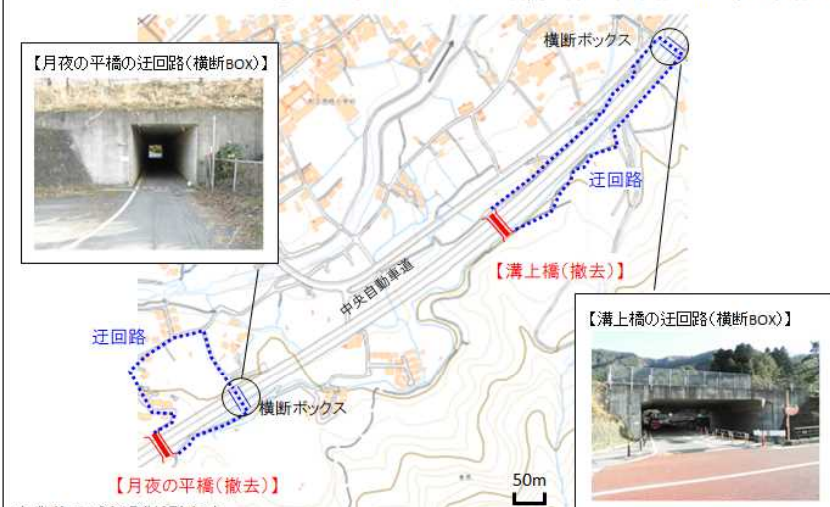 横断ボックス
【月夜の平橋の迂回路(横断BOX)】
迂回路
【溝上橋(撤去)】
中央自動車道
【溝上橋の迂回路(横断BOX)】
迂回路
横断ボックス
【月夜の平橋(撤去)】
50m